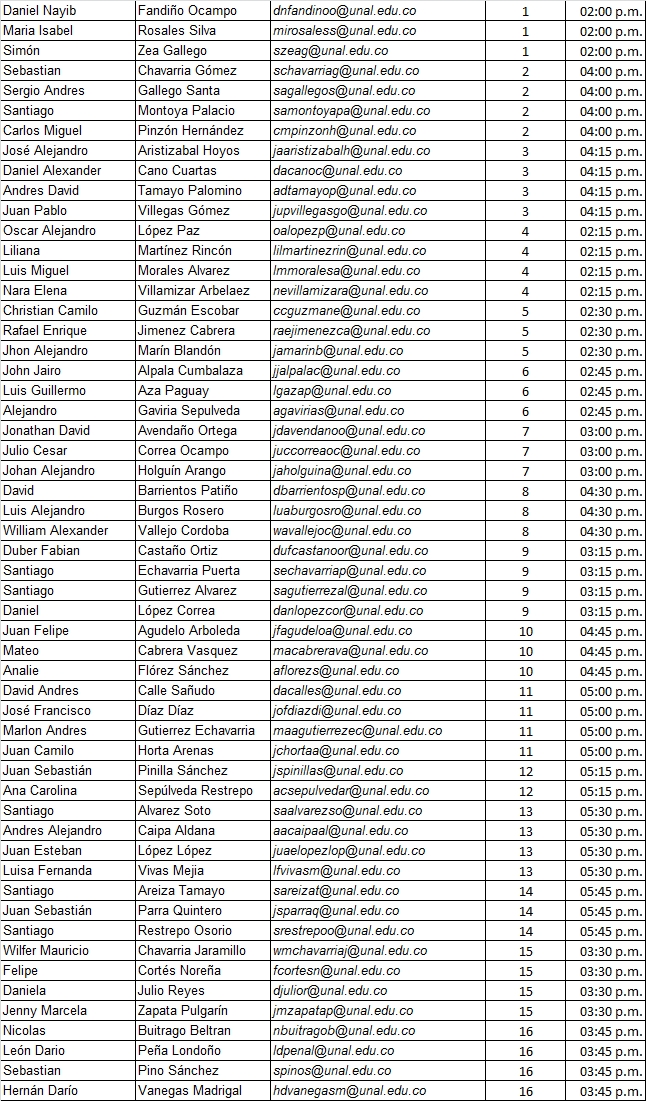 Daniel Nayib Fandiño Ocampo dnfandinoo@unal.edu.co 1 02:00 p.m.
Maria Isabel Rosales Silva mirosaless@unal.edu.co 1 02:00 p.m.
Simón Zea Gallego szeag@unal.edu.co 1 02:00 p.m.
Sebastian Chavarria Gómez schavarriag@unal.edu.co 2 04:00 p.m.
Sergio Andres Gallego Santa sagallegos@unal.edu.co 2 04:00 p.m.
Santiago Montoya Palacio samontoyapa@unal.edu.co 2 04:00 p.m.
Carlos Miguel Pinzón Hernández cmpinzonh@unal.edu.co 2 04:00 p.m.
José Alejandro Aristizabal Hoyos jaaristizabalh@unal.edu.co 3 04:15 p.m.
Daniel Alexander Cano Cuartas dacanoc@unal.edu.co 3 04:15 p.m.
Andres David Tamayo Palomino adtamayop@unal.edu.co 3 04:15 p.m.
Juan Pablo Villegas Gómez jupvillegasgo@unal.edu.co 3 04:15 p.m.
Oscar Alejandro López Paz oalopezp@unal.edu.co 4 02:15 p.m.
Liliana Martínez Rincón lilmartinezrin@unal.edu.co 4 02:15 p.m.
Luis Miguel Morales Alvarez lmmoralesa@unal.edu.co 4 02:15 p.m.
Nara Elena Villamizar Arbelaez nevillamizara@unal.edu.co 4 02:15 p.m.
Christian Camilo Guzmán Escobar ccguzmane@unal.edu.co 5 02:30 p.m.
Rafael Enrique Jimenez Cabrera raejimenezca@unal.edu.co 5 02:30 p.m.
Jhon Alejandro Marín Blandón jamarinb@unal.edu.co 5 02:30 p.m.
John Jairo Alpala Cumbalaza jjalpalac@unal.edu.co 6 02:45 p.m.
Luis Guillermo Aza Paguay lgazap@unal.edu.co 6 02:45 p.m.
Alejandro Gaviria Sepulveda agavirias@unal.edu.co 6 02:45 p.m.
Jonathan David Avendaño Ortega jdavendanoo@unal.edu.co 7 03:00 p.m.
Julio Cesar Correa Ocampo juccorreaoc@unal.edu.co 7 03:00 p.m.
Johan Alejandro Holguín Arango jaholguina@unal.edu.co 7 03:00 p.m.
David Barrientos Patiño dbarrientosp@unal.edu.co 8 04:30 p.m.
Luis Alejandro Burgos Rosero luaburgosro@unal.edu.co 8 04:30 p.m.
William Alexander Vallejo Cordoba wavallejoc@unal.edu.co 8 04:30 p.m.
Duber Fabian Castaño Ortiz dufcastanoor@unal.edu.co 9 03:15 p.m.
Santiago Echavarria Puerta sechavarriap@unal.edu.co 9 03:15 p.m.
Santiago Gutierrez Alvarez sagutierrezal@unal.edu.co 9 03:15 p.m.
Daniel López Correa danlopezcor@unal.edu.co 9 03:15 p.m.
Juan Felipe Agudelo Arboleda jfagudeloa@unal.edu.co 10 04:45 p.m.
Mateo Cabrera Vasquez macabrerava@unal.edu.co 10 04:45 p.m.
Analie Flórez Sánchez aflorezs@unal.edu.co 10 04:45 p.m.
David Andres Calle Sañudo dacalles@unal.edu.co 11 05:00 p.m.
José Francisco Díaz Díaz jofdiazdi@unal.edu.co 11 05:00 p.m.
Marlon Andres Gutierrez Echavarria maagutierrezec@unal.edu.co 11 05:00 p.m.
Juan Camilo Horta Arenas jchortaa@unal.edu.co 11 05:00 p.m.
Juan Sebastián Pinilla Sánchez jspinillas@unal.edu.co 12 05:15 p.m.
Ana Carolina Sepúlveda Restrepo acsepulvedar@unal.edu.co 12 05:15 p.m.
Santiago Alvarez Soto saalvarezso@unal.edu.co 13 05:30 p.m.
Andres Alejandro Caipa Aldana aacaipaal@unal.edu.co 13 05:30 p.m.
Juan Esteban López López juaelopezlop@unal.edu.co 13 05:30 p.m.
Luisa Fernanda Vivas Mejia lfvivasm@unal.edu.co 13 05:30 p.m.
Santiago Areiza Tamayo sareizat@unal.edu.co 14 05:45 p.m.
Juan Sebastián Parra Quintero jsparraq@unal.edu.co 14 05:45 p.m.
Santiago Restrepo Osorio srestrepoo@unal.edu.co 14 05:45 p.m.
Wilfer Mauricio Chavarria Jaramillo wmchavarriaj@unal.edu.co 15 03:30 p.m.
Felipe Cortés Noreña fcortesn@unal.edu.co 15 03:30 p.m.
Daniela Julio Reyes djulior@unal.edu.co 15 03:30 p.m.
Jenny Marcela Zapata Pulgarín jmzapatap@unal.edu.co 15 03:30 p.m.
Nicolas Buitrago Beltran nbuitragob@unal.edu.co 16 03:45 p.m.
León Dario Peña Londoño ldpenal@unal.edu.co 16 03:45 p.m.
Sebastian Pino Sánchez spinos@unal.edu.co 16 03:45 p.m.
Hernán Darío Vanegas Madrigal hdvanegasm@unal.edu.co 16 03:45 p.m.